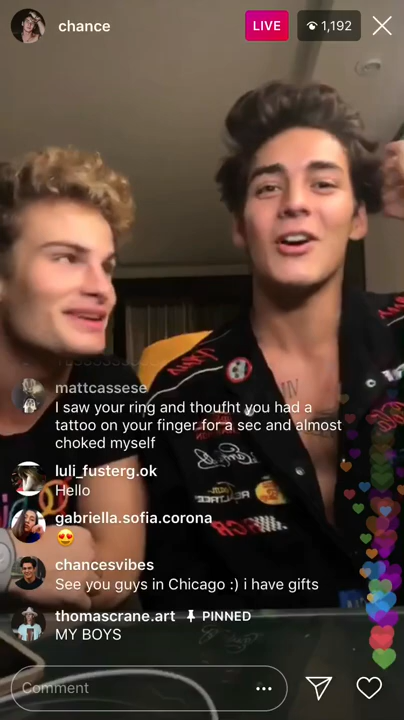 chance
LIVE
1,192
mattcassese
I saw your ring and thoufht you had a
tattoo on your finger for a sec and almost
choked myself
luli_fusterg.ok
Hello
gabriella.sofia.corona
😍
chancesvibes
See you guys in Chicago :) i have gifts
thomascrane.art PINNED
MY BOYS
Comment